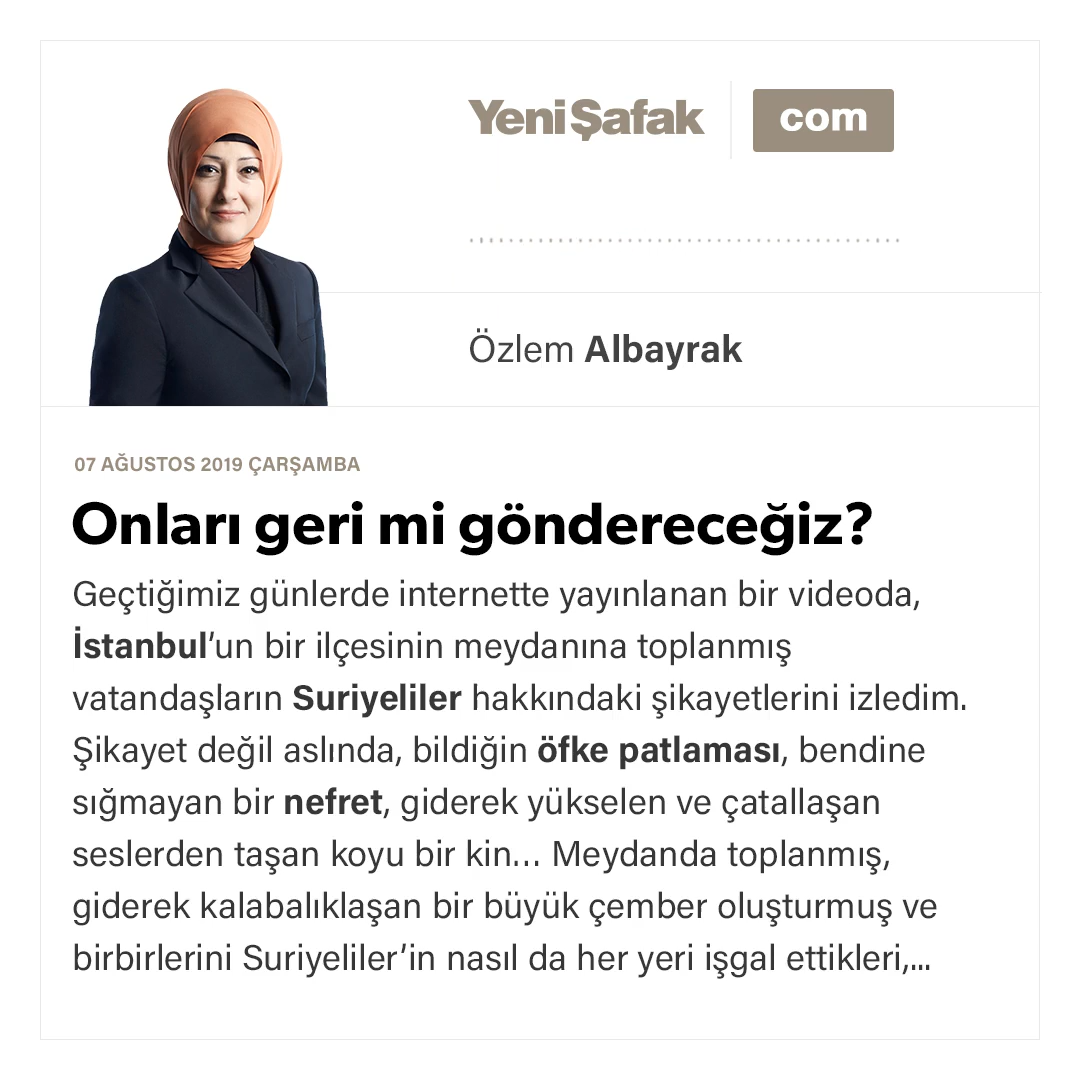 YeniŞafak com
Özlem Albayrak
07 AĞUSTOS 2019 ÇARŞAMBA
Onları geri mi göndereceğiz?
Geçtiğimiz günlerde internette yayınlanan bir videoda,
İstanbul'un bir ilçesinin meydanına toplanmış
vatandaşların Suriyeliler hakkındaki şikayetlerini izledim.
Şikayet değil aslında, bildiğin öfke patlaması, bendine
sığmayan bir nefret, giderek yükselen ve çatallaşan
seslerden taşan koyu bir kin… Meydanda toplanmış,
giderek kalabalıklaşan bir büyük çember oluşturmuş ve
birbirlerini Suriyeliler'in nasıl da her yeri işgal ettikleri,...